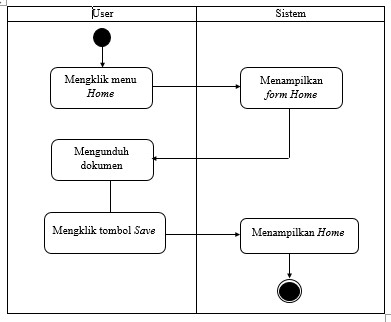 User
Sistem
Mengklik menu
Home
Menampilkan
form Home
Mengunduh
dokumen
Mengklik tombol Save
Menampilkan Home